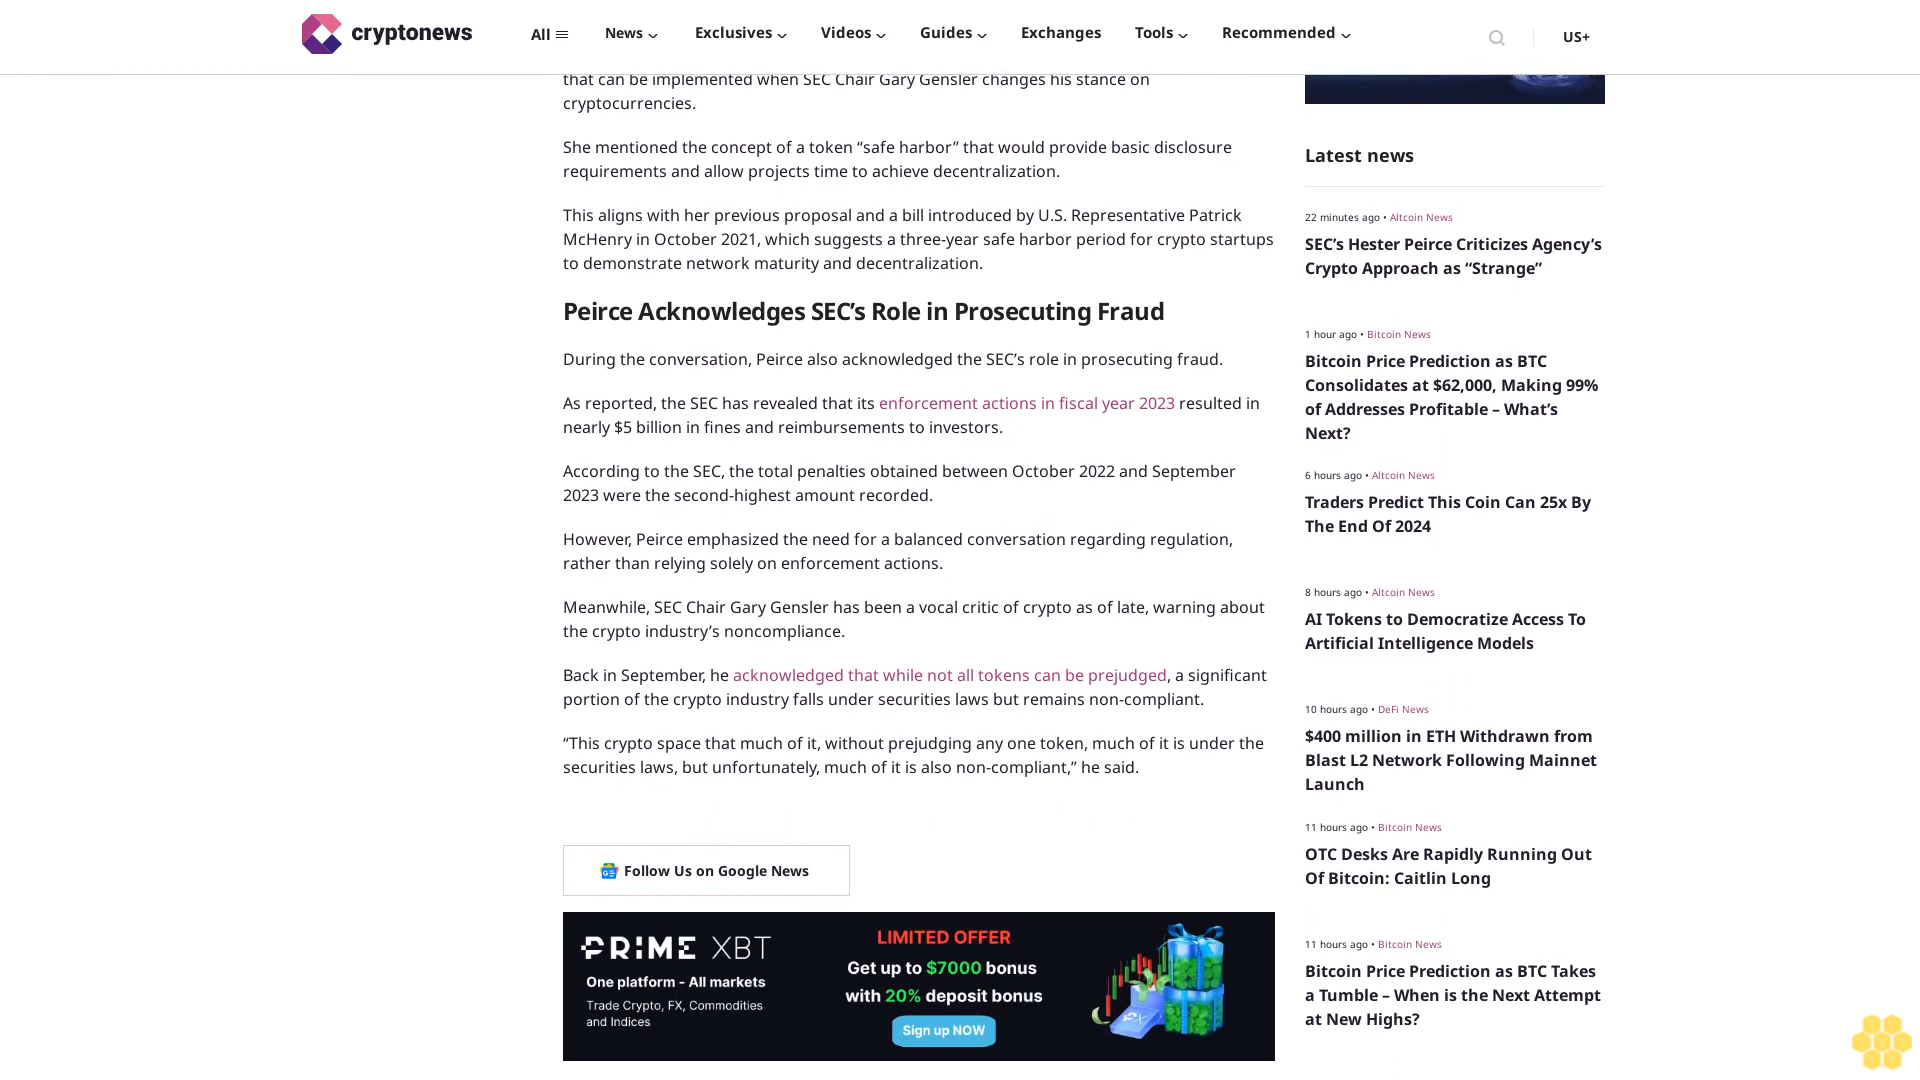 cryptonews
All
News
Exclusives
Videos
Guides
Exchanges
Tools
Recommended
US+
that can be implemented when SEC Chair Gary Gensler changes his stance on
cryptocurrencies.
She mentioned the concept of a token “safe harbor” that would provide basic disclosure
requirements and allow projects time to achieve decentralization.
This aligns with her previous proposal and a bill introduced by U.S. Representative Patrick
McHenry in October 2021, which suggests a three-year safe harbor period for crypto startups
to demonstrate network maturity and decentralization.
Peirce Acknowledges SEC’s Role in Prosecuting Fraud
During the conversation, Peirce also acknowledged the SEC’s role in prosecuting fraud.
As reported, the SEC has revealed that its enforcement actions in fiscal year 2023 resulted in
nearly $5 billion in fines and reimbursements to investors.
According to the SEC, the total penalties obtained between October 2022 and September
2023 were the second-highest amount recorded.
However, Peirce emphasized the need for a balanced conversation regarding regulation,
rather than relying solely on enforcement actions.
Meanwhile, SEC Chair Gary Gensler has been a vocal critic of crypto as of late, warning about
the crypto industry’s noncompliance.
Back in September, he acknowledged that while not all tokens can be prejudged, a significant
portion of the crypto industry falls under securities laws but remains non-compliant.
“This crypto space that much of it, without prejudging any one token, much of it is under the
securities laws, but unfortunately, much of it is also non-compliant,” he said.
Follow Us on Google News
PRIME XBT
One platform - All markets
Trade Crypto, FX, Commodities
and Indices
LIMITED OFFER
Get up to $7000 bonus
with 20% deposit bonus
Sign up NOW
Latest news
22 minutes ago • Altcoin News
SEC’s Hester Peirce Criticizes Agency’s
Crypto Approach as “Strange”
1 hour ago • Bitcoin News
Bitcoin Price Prediction as BTC
Consolidates at $62,000, Making 99%
of Addresses Profitable – What’s
Next?
6 hours ago • Altcoin News
Traders Predict This Coin Can 25x By
The End Of 2024
8 hours ago • Altcoin News
AI Tokens to Democratize Access To
Artificial Intelligence Models
10 hours ago • DeFi News
$400 million in ETH Withdrawn from
Blast L2 Network Following Mainnet
Launch
11 hours ago • Bitcoin News
OTC Desks Are Rapidly Running Out
Of Bitcoin: Caitlin Long
11 hours ago • Bitcoin News
Bitcoin Price Prediction as BTC Takes
a Tumble – When is the Next Attempt
at New Highs?